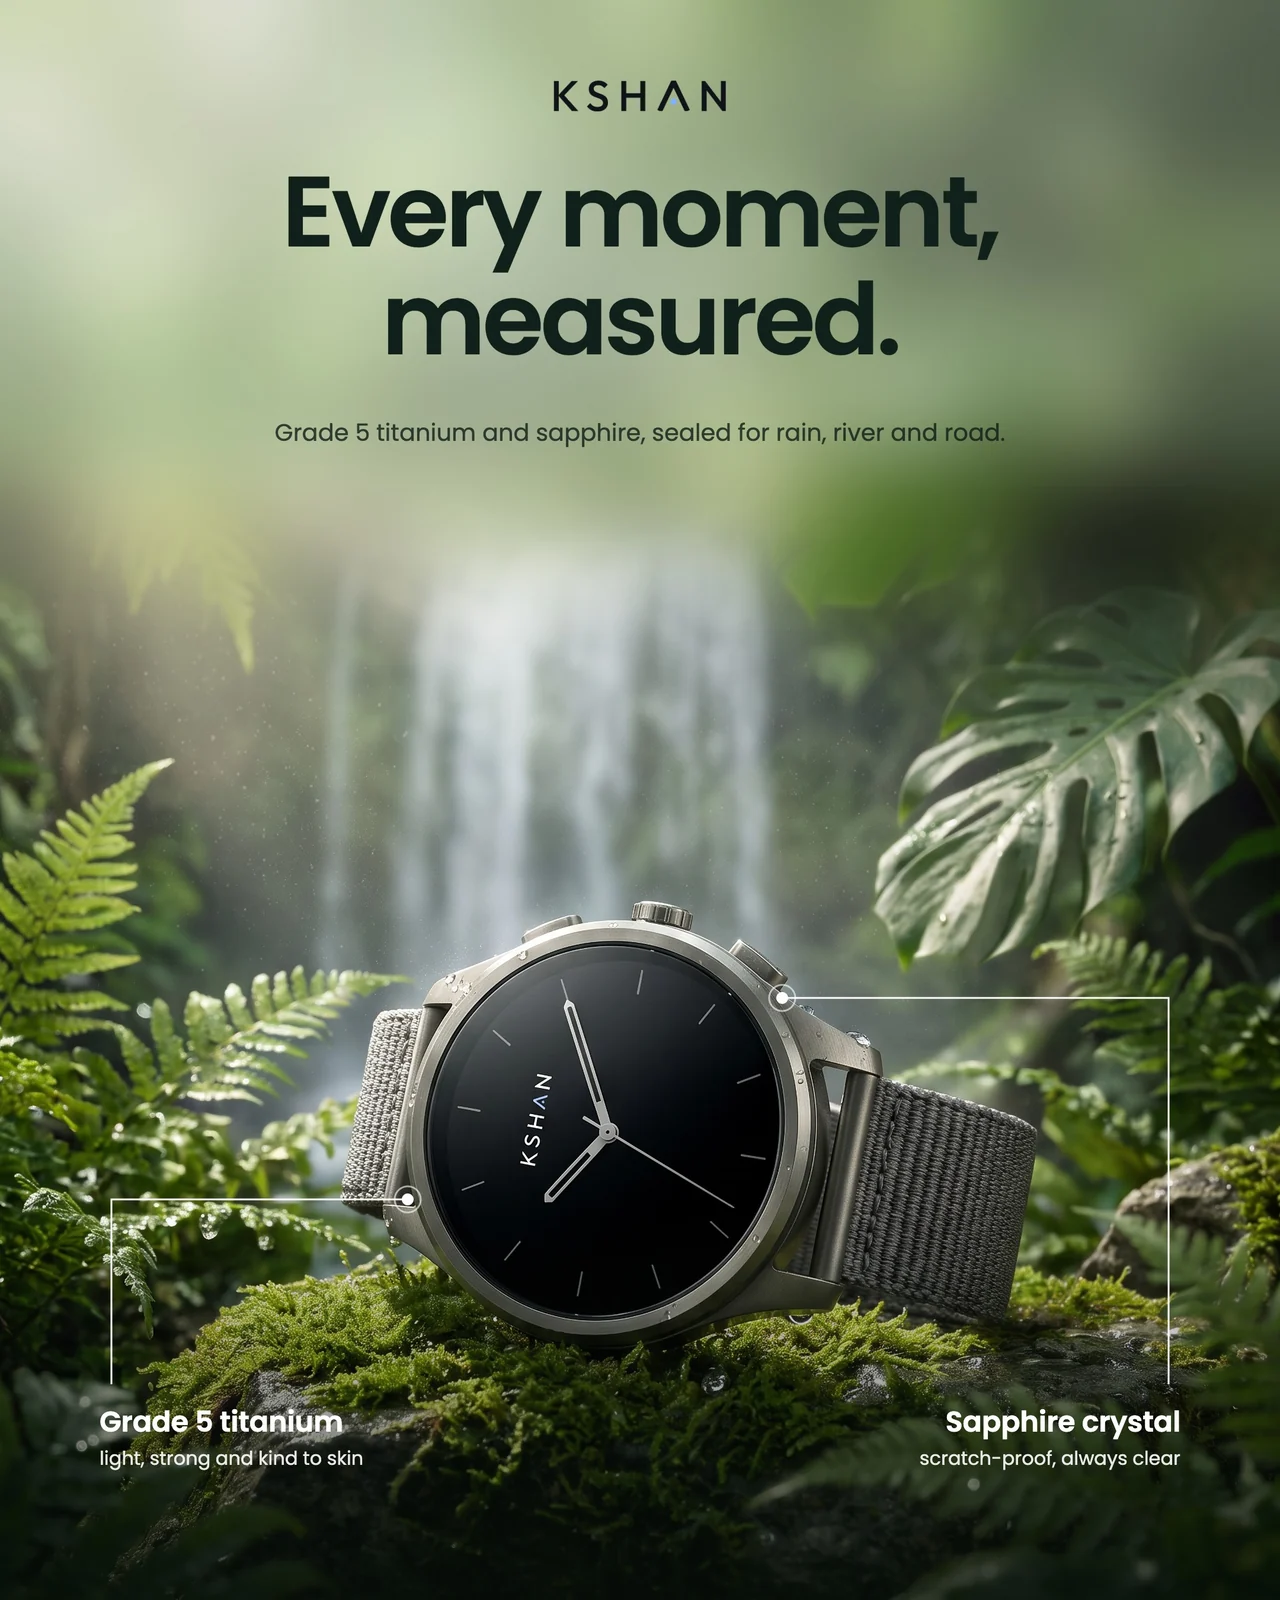 KSHAN
Every moment,
measured.
Grade 5 titanium and sapphire, sealed for rain, river and road.
KSHAN
Grade 5 titanium
light, strong and kind to skin
Sapphire crystal
scratch-proof, always clear